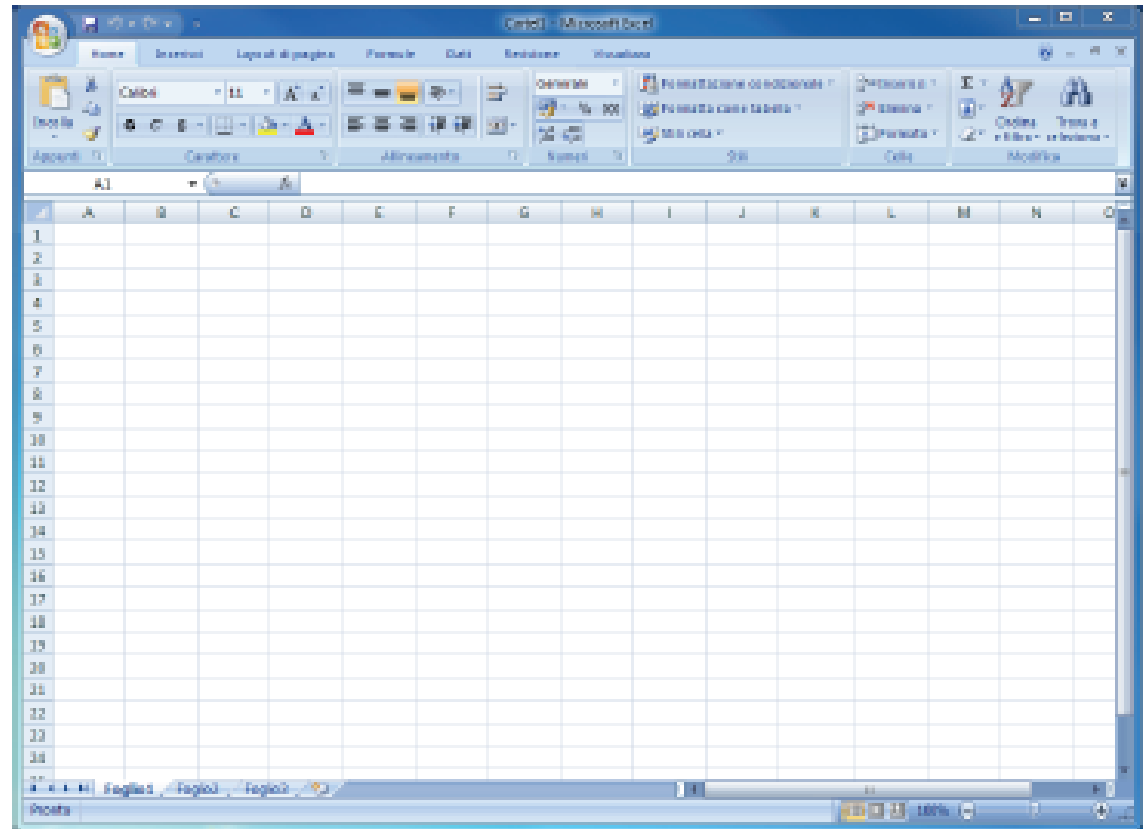 Cartel1 - Microsoft Excel
Home Inserisci Layout di pagina Formule Dati Revisione Visualizza
Calibri 11 Generale Formattazione condizionale Inserisci Σ
Incolla % 000 Formatta come tabella Elimina Ordina Trova e
G C S A Stili cella Formato e filtra seleziona
Appunti Carattere Allineamento Numeri Stili Celle Modifica
A1 fx
A B C D E F G H I J K L M N O
1
2
3
4
5
6
7
8
9
10
11
12
13
14
15
16
17
18
19
20
21
22
23
24
Foglio1 Foglio2 Foglio3
Pronto 100%